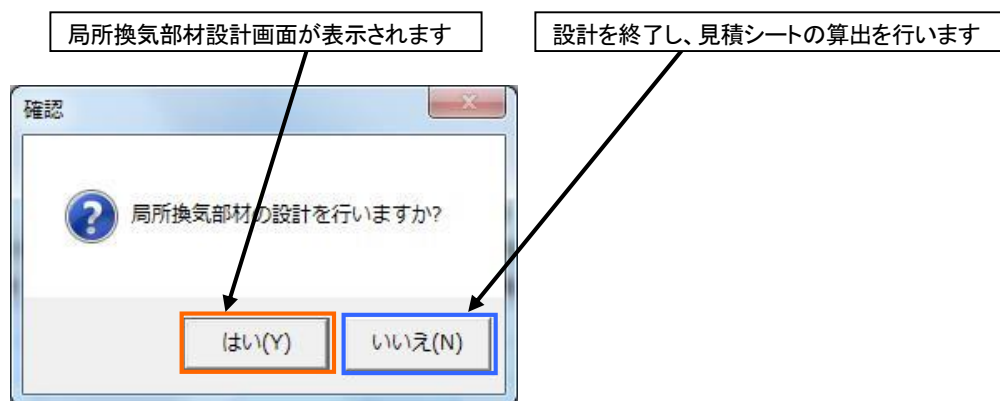 局所換気部材設計画面が表示されます
設計を終了し、見積シートの算出を行います
確認
局所換気部材の設計を行いますか?
はい(Y)
いいえ(N)